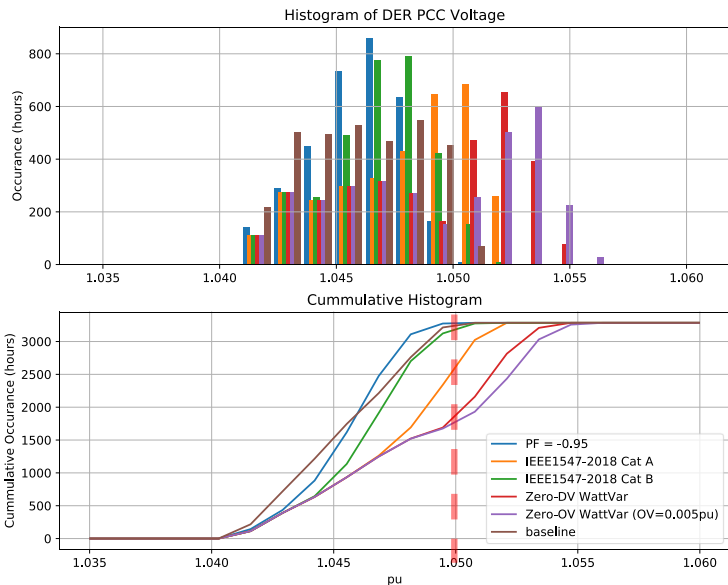 Histogram of DER PCC Voltage
Occurance (hours)
800
600
400
200
0
1.035
1.040
1.045
1.050
1.055
1.060
Cummulative Histogram
Cummulative Occurance (hours)
3000
2500
2000
1500
1000
500
0
PF = -0.95
IEEE1547-2018 Cat A
IEEE1547-2018 Cat B
Zero-DV WattVar
Zero-OV WattVar (OV=0.005pu)
baseline
1.035
1.040
1.045
1.050
1.055
1.060
pu